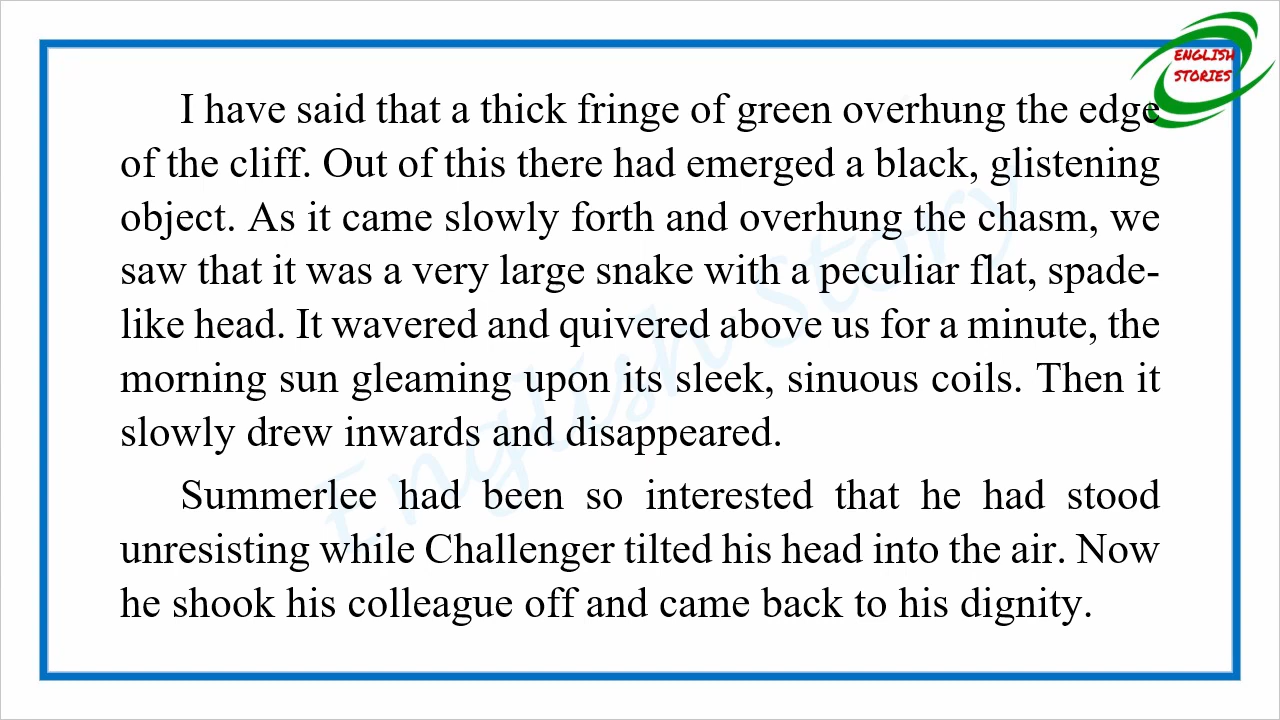 ENGLISH
STORIES
I have said that a thick fringe of green overhung the edge
of the cliff. Out of this there had emerged a black, glistening
object. As it came slowly forth and overhung the chasm, we
saw that it was a very large snake with a peculiar flat, spade-
like head. It wavered and quivered above us for a minute, the
morning sun gleaming upon its sleek, sinuous coils. Then it
slowly drew inwards and disappeared.
Summerlee had been so interested that he had stood
unresisting while Challenger tilted his head into the air. Now
he shook his colleague off and came back to his dignity.
English Story